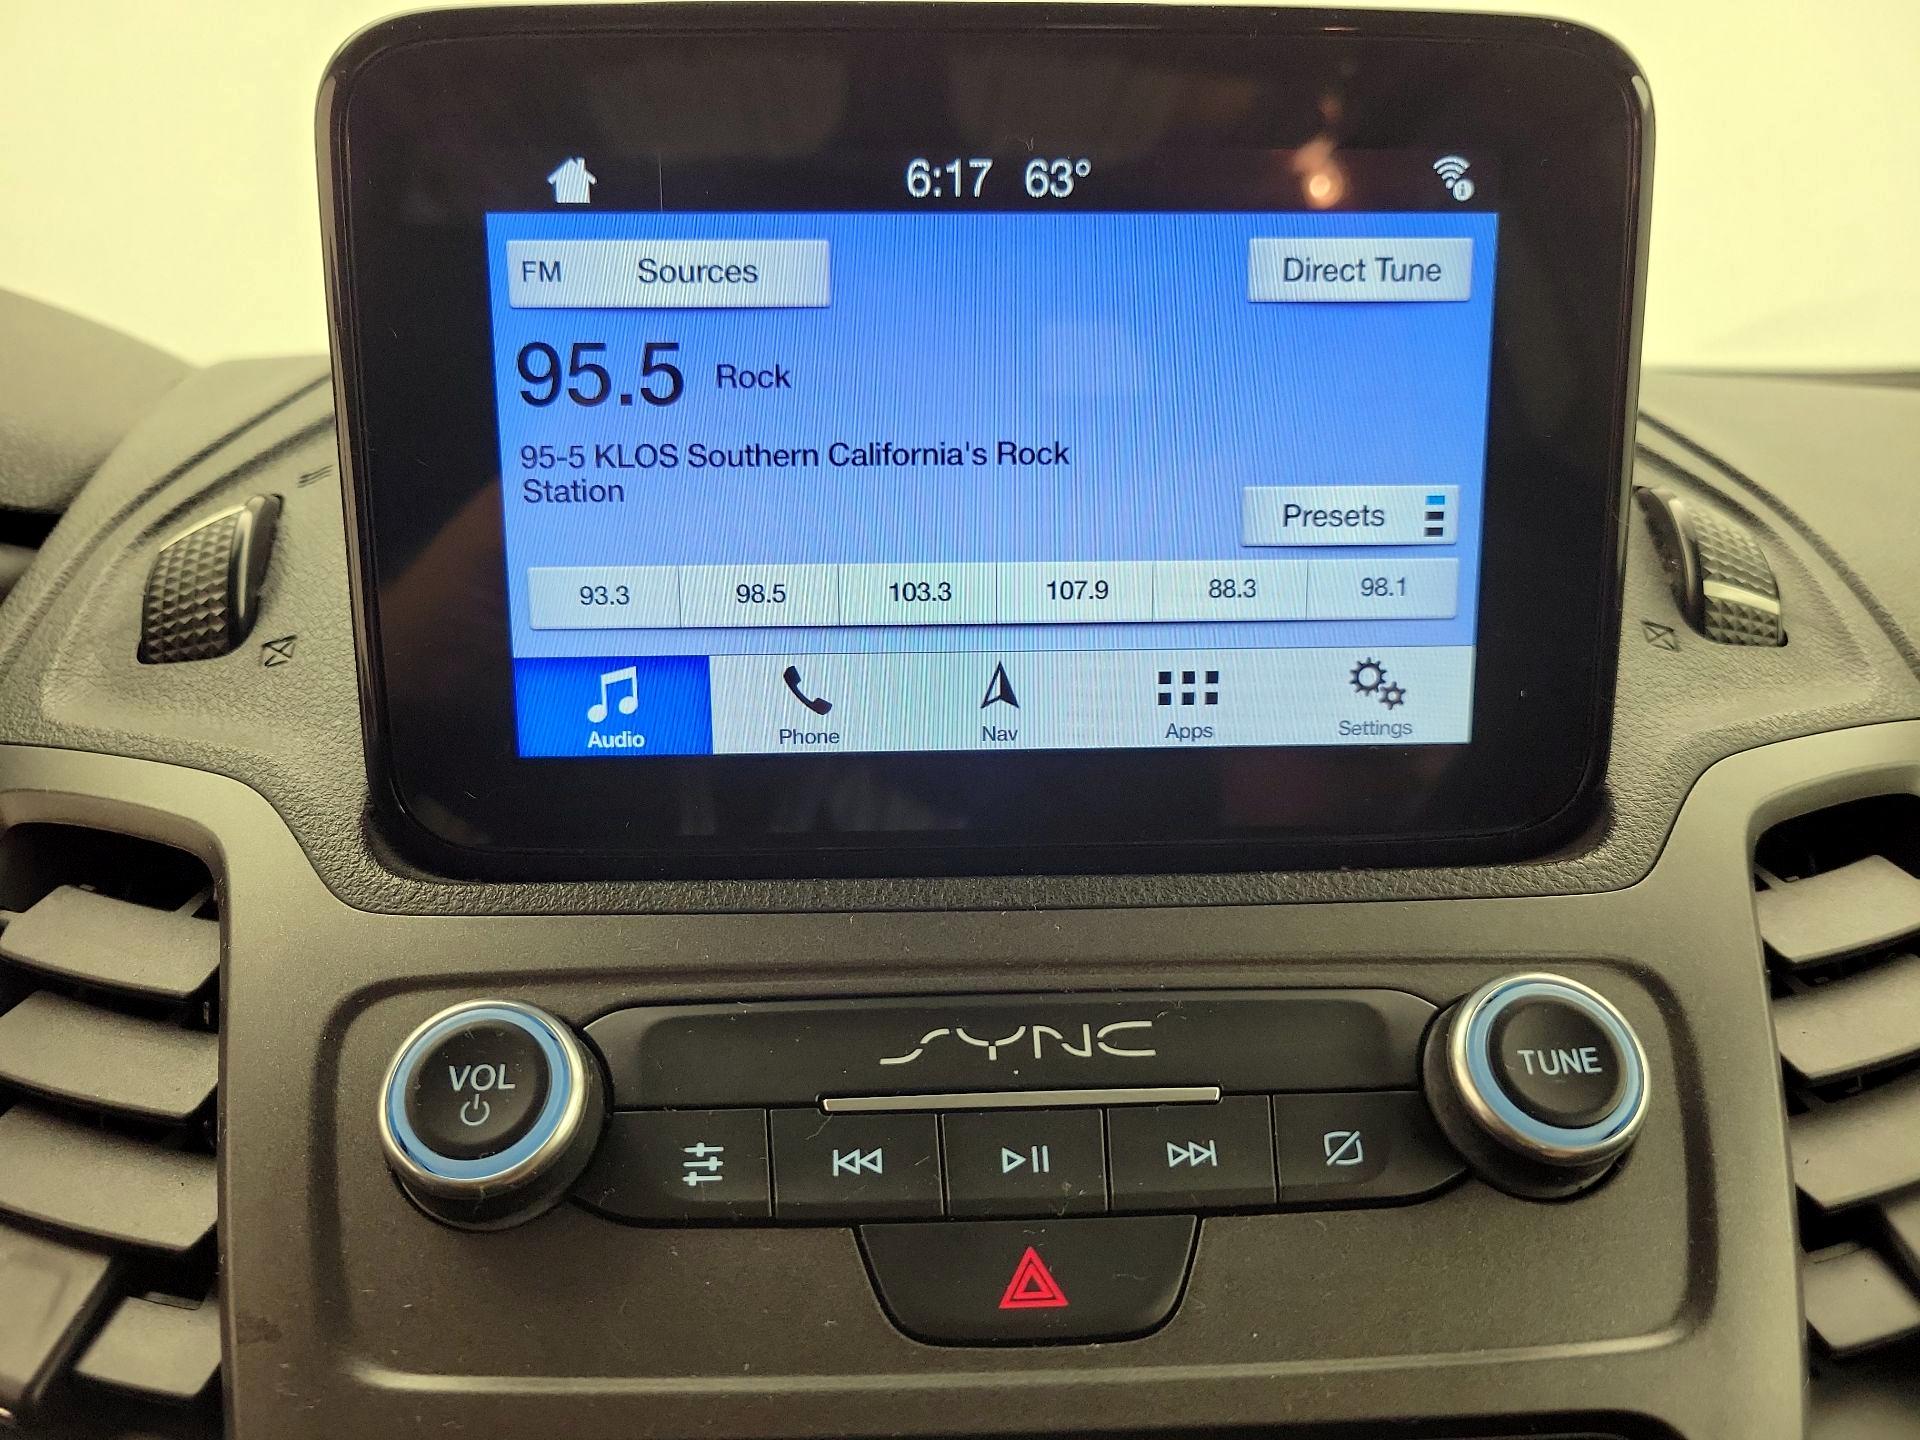 6:17 63°
FM Sources
Direct Tune
95.5 Rock
95-5 KLOS Southern California's Rock
Station
Presets
93.3 98.5 103.3 107.9 88.3 98.1
Audio Phone Nav Apps Settings
SYNC
VOL
TUNE